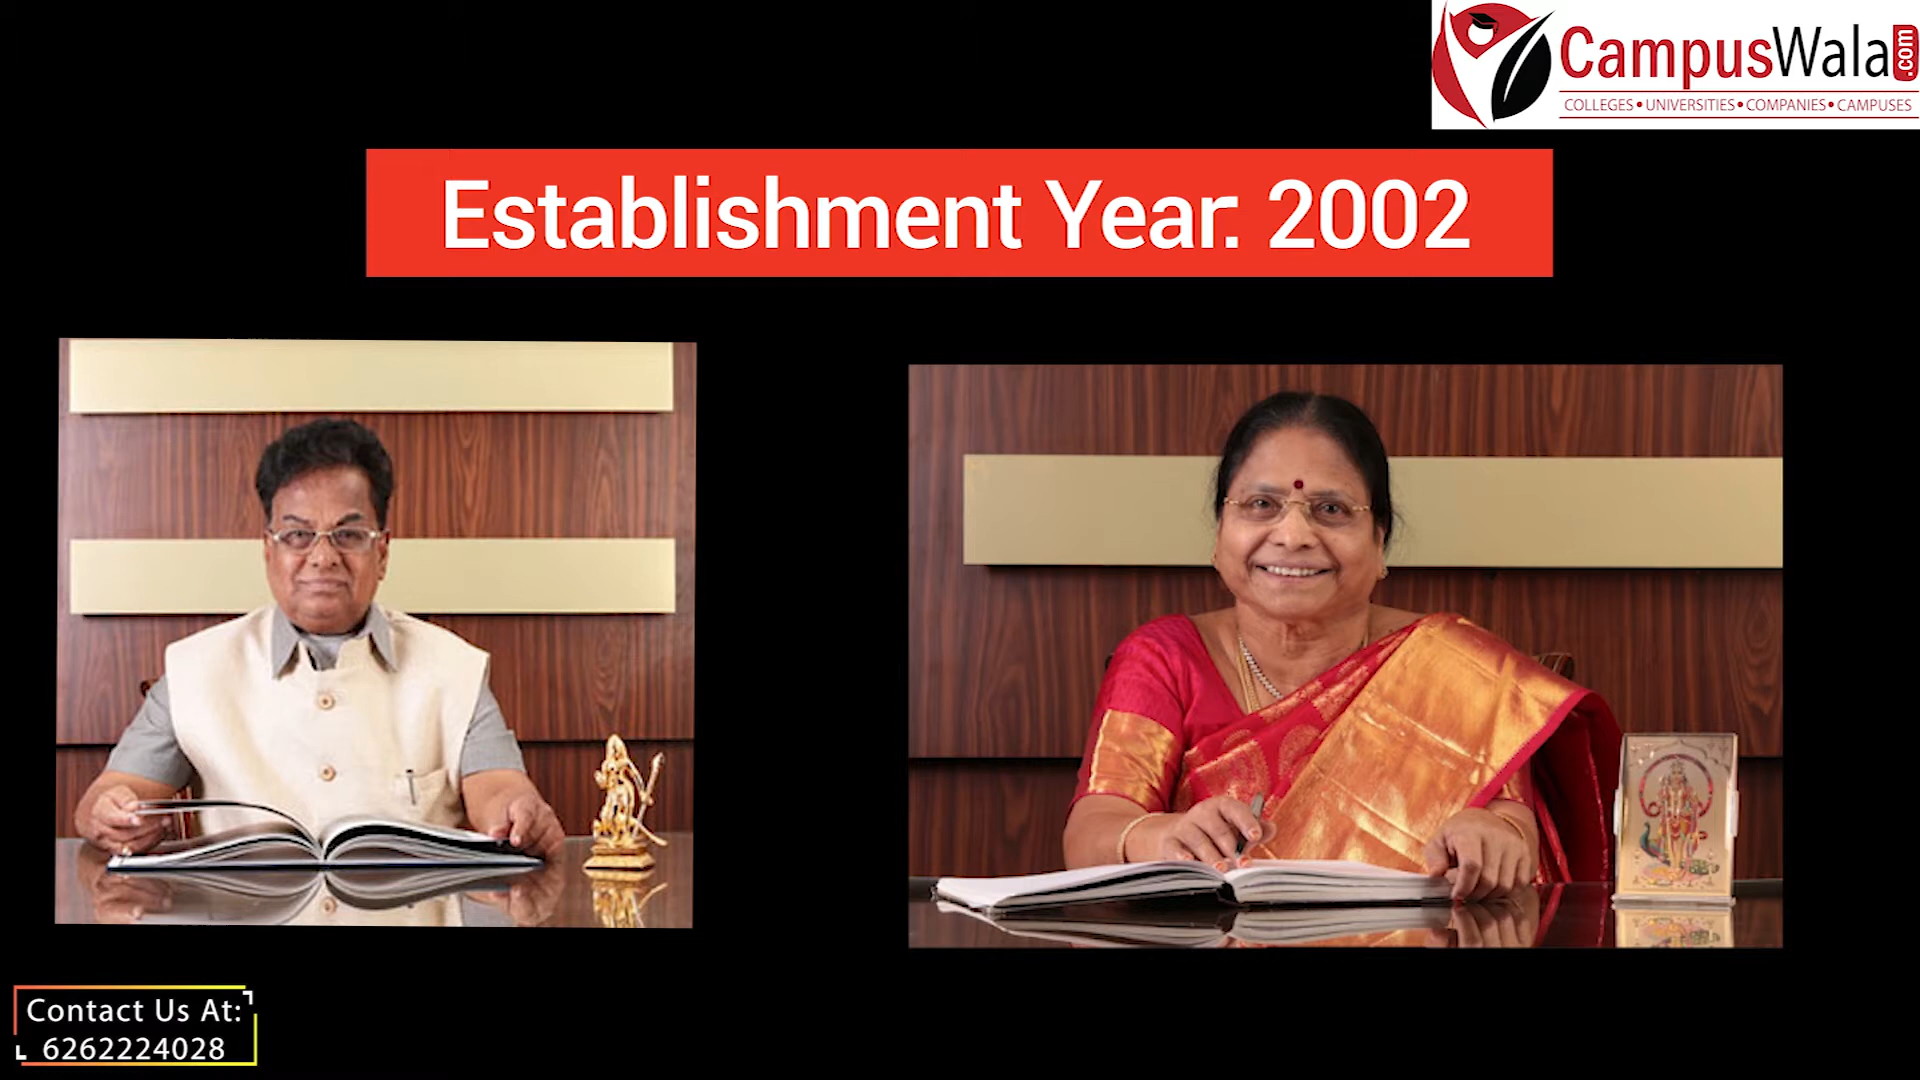 CampusWala.com
COLLEGES • UNIVERSITIES • COMPANIES • CAMPUSES
Establishment Year: 2002
Contact Us At:
6262224028